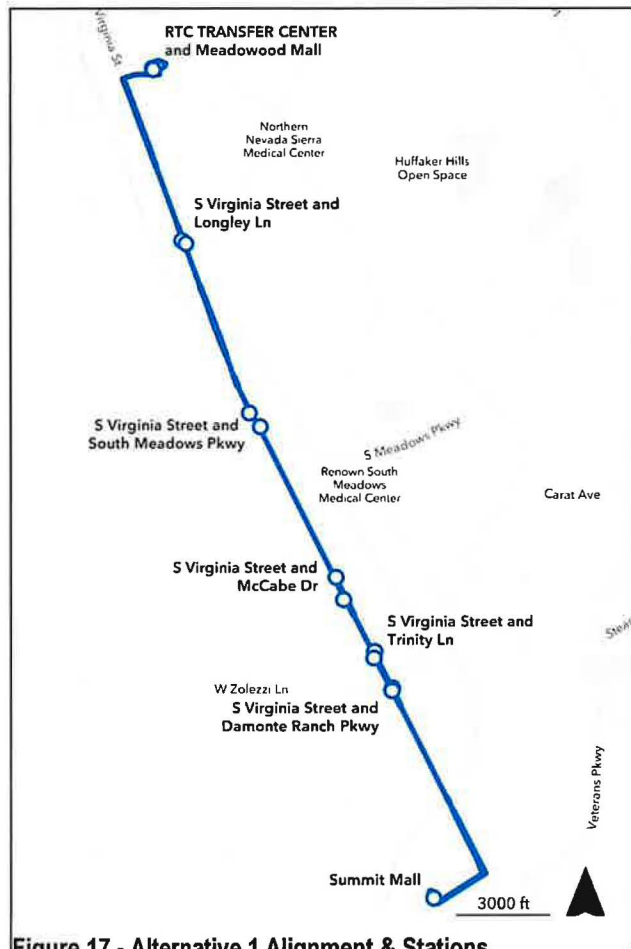 Virginia St
RTC TRANSFER CENTER
and Meadowood Mall
Northern
Nevada Sierra
Medical Center
Huffaker Hills
Open Space
S Virginia Street and
Longley Ln
S Virginia Street and
South Meadows Pkwy
S Meadows Pkwy
Renown South
Meadows
Medical Center
Carat Ave
S Virginia Street and
McCabe Dr
S Virginia Street and
Trinity Ln
W Zolezzi Ln
S Virginia Street and
Damonte Ranch Pkwy
Veterans Pkwy
Summit Mall
3000 ft
Figure 17 - Alternative 1 Alignment & Stations